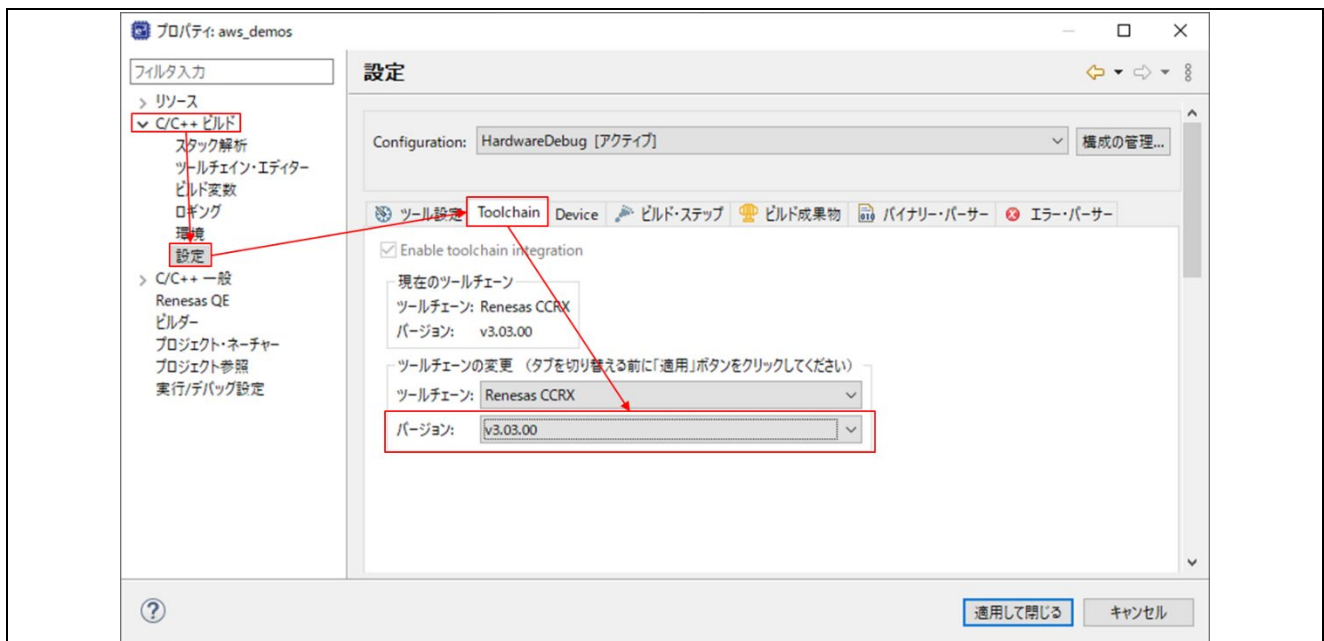 プロパティ: aws_demos
フィルタ入力
リソース
C/C++ ビルド
スタック解析
ツールチェイン・エディター
ビルド変数
ロギング
環境
設定
C/C++ 一般
Renesas QE
ビルダー
プロジェクト・ネーチャー
プロジェクト参照
実行/デバッグ設定
設定
Configuration: HardwareDebug [アクティブ] 構成の管理...
ツール設定 Toolchain Device ビルド・ステップ ビルド成果物 バイナリー・パーサー エラー・パーサー
Enable toolchain integration
現在のツールチェーン
ツールチェーン: Renesas CCRX
バージョン: v3.03.00
ツールチェーンの変更 (タブを切り替える前に「適用」ボタンをクリックしてください)
ツールチェーン: Renesas CCRX
バージョン: v3.03.00
適用して閉じる キャンセル